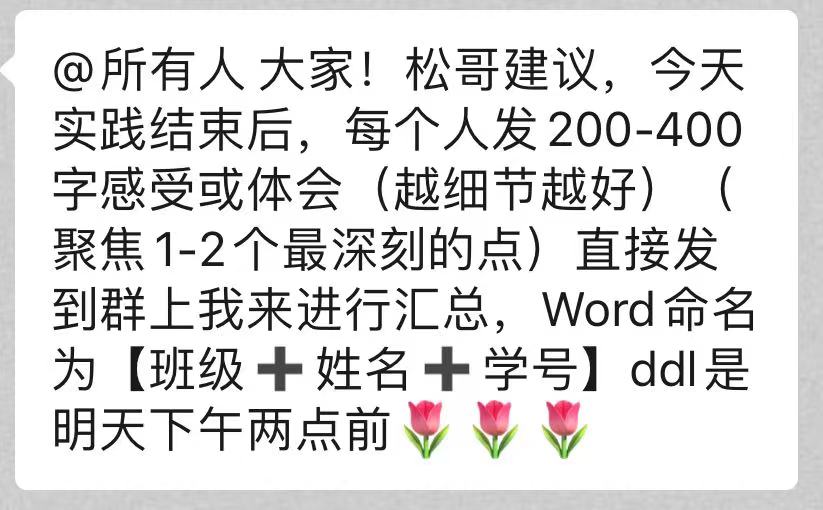 @所有人 大家！松哥建议，今天
实践结束后，每个人发200-400
字感受或体会（越细节越好）（
聚焦1-2个最深刻的点）直接发
到群上我来进行汇总，Word命名
为【班级➕姓名➕学号】ddl是
明天下午两点前🌷🌷🌷